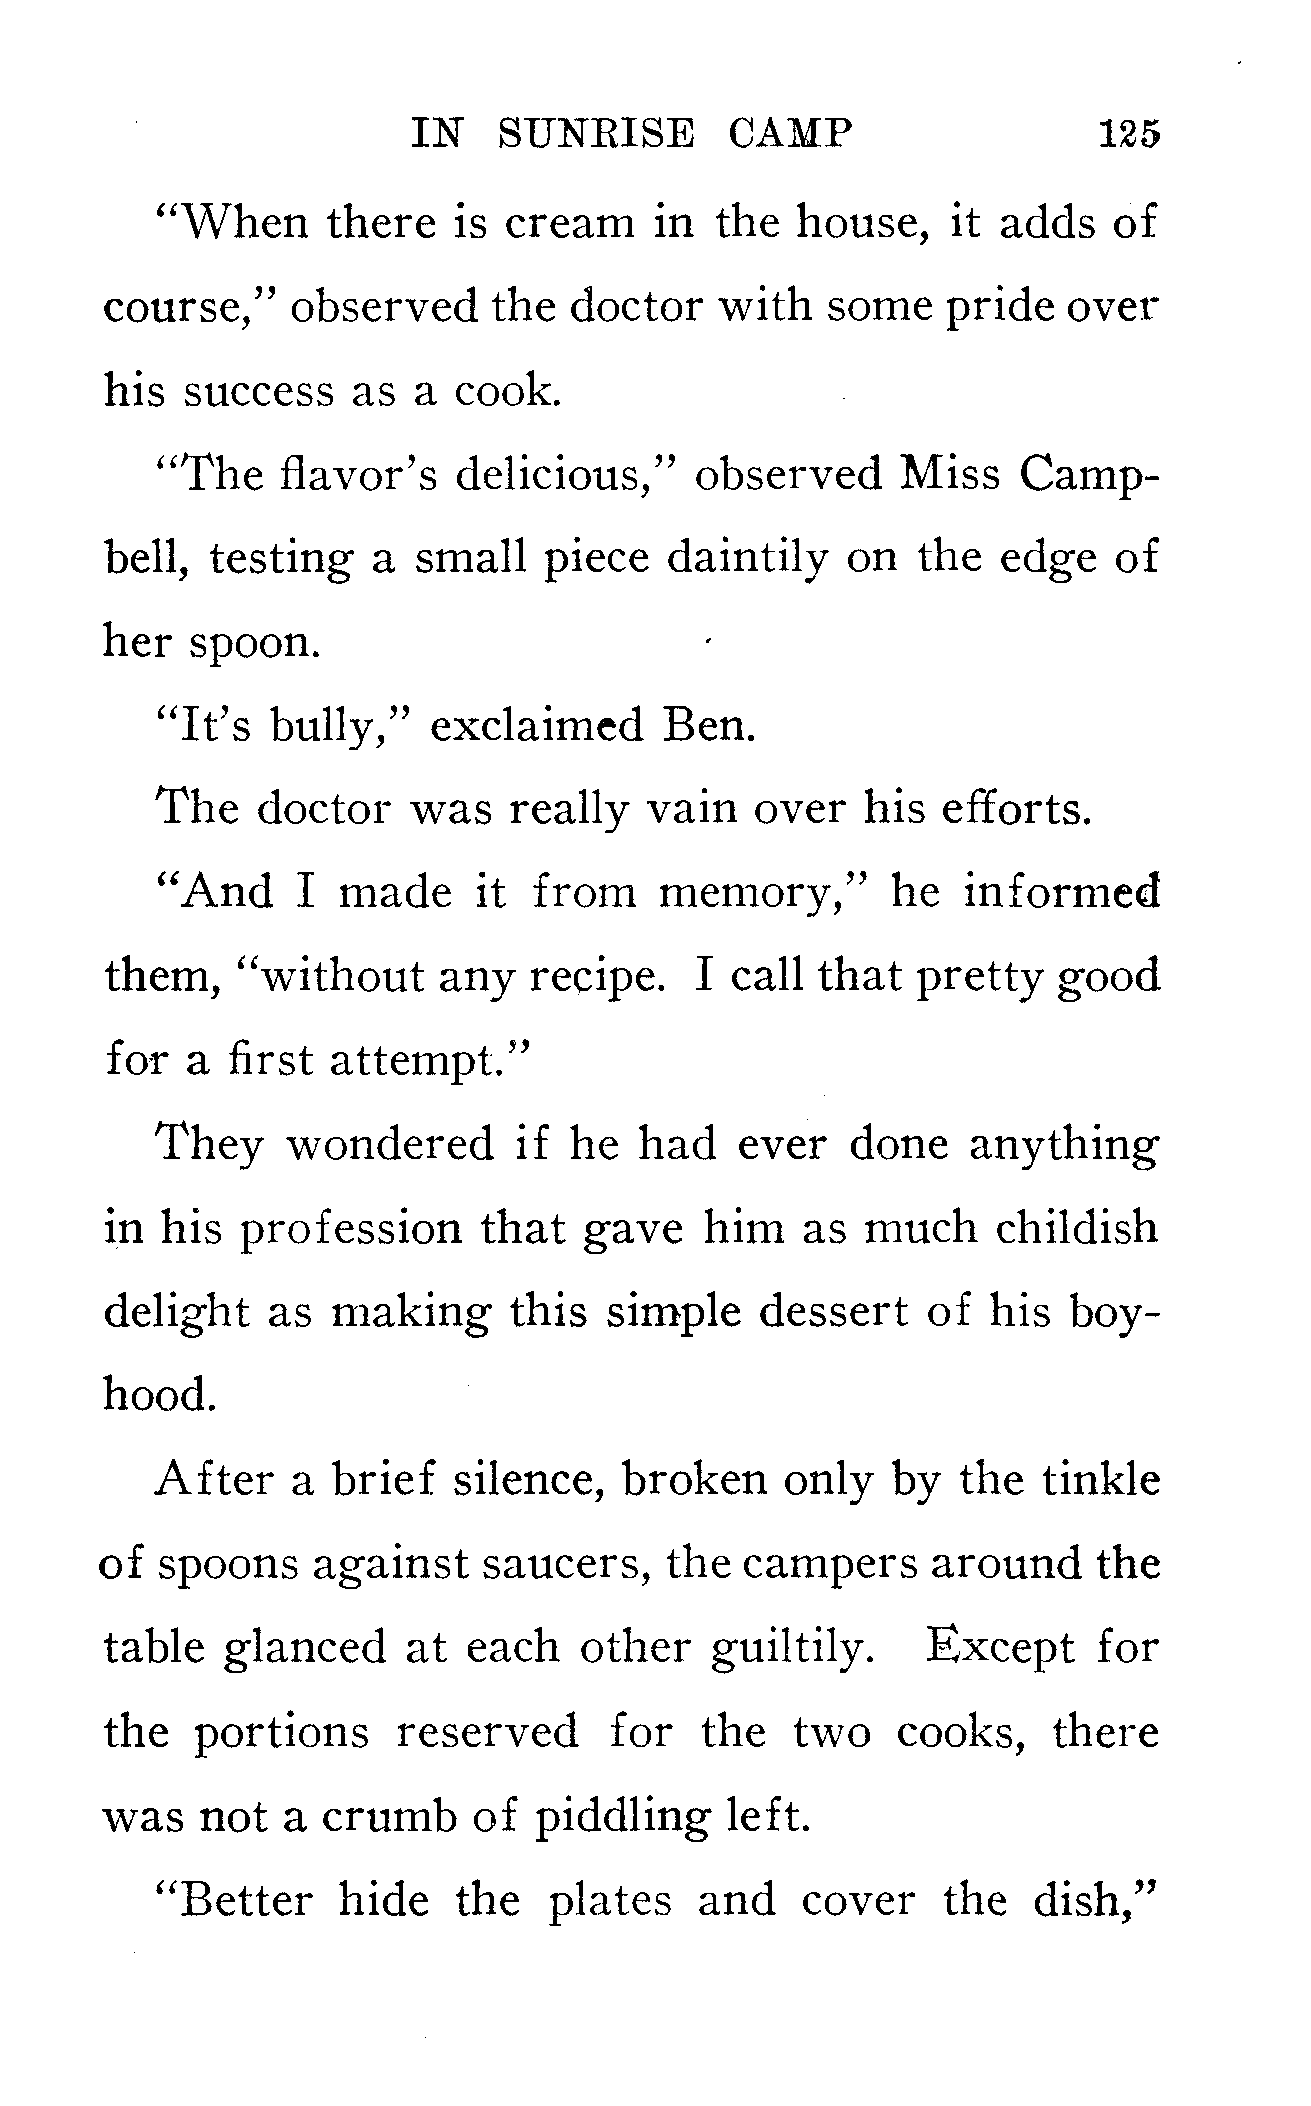 IN SUNRISE CAMP 125
“When there is cream in the house, it adds of
course,” observed the doctor with some pride over
his success as a cook.
“The flavor’s delicious,” observed Miss Camp-
bell, testing a small piece daintily on the edge of
her spoon.
“It’s bully,” exclaimed Ben.
The doctor was really vain over his efforts.
“And I made it from memory,” he informed
them, “without any recipe. I call that pretty good
for a first attempt.”
They wondered if he had ever done anything
in his profession that gave him as much childish
delight as making this simple dessert of his boy-
hood.
After a brief silence, broken only by the tinkle
of spoons against saucers, the campers around the
table glanced at each other guiltily. Except for
the portions reserved for the two cooks, there
was not a crumb of piddling left.
“Better hide the plates and cover the dish,”